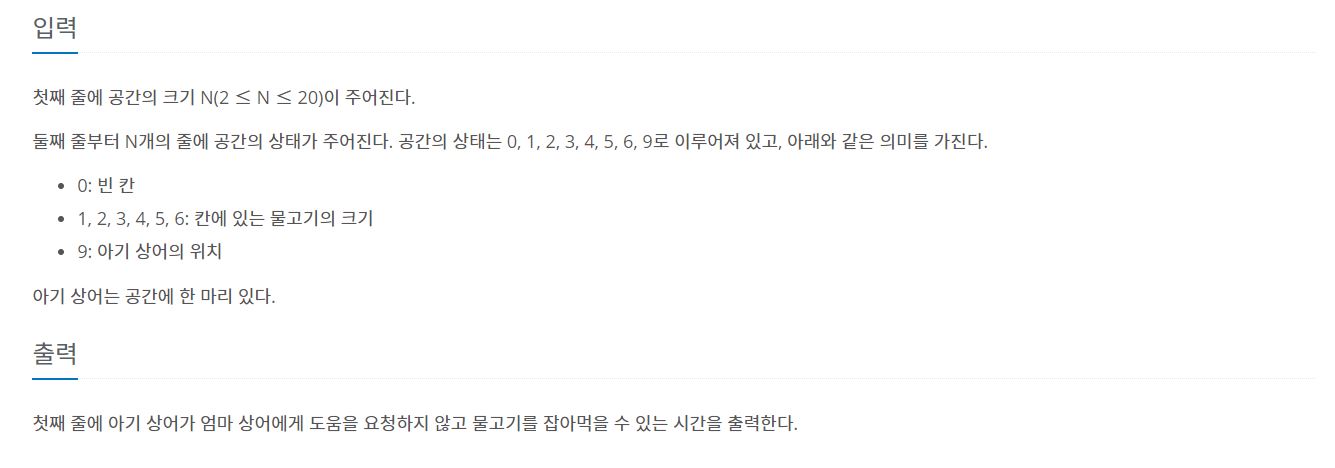 입력
첫째 줄에 공간의 크기 N(2 ≤ N ≤ 20)이 주어진다.
둘째 줄부터 N개의 줄에 공간의 상태가 주어진다. 공간의 상태는 0, 1, 2, 3, 4, 5, 6, 9로 이루어져 있고, 아래와 같은 의미를 가진다.
• 0: 빈 칸
• 1, 2, 3, 4, 5, 6: 칸에 있는 물고기의 크기
• 9: 아기 상어의 위치
아기 상어는 공간에 한 마리 있다.
출력
첫째 줄에 아기 상어가 엄마 상어에게 도움을 요청하지 않고 물고기를 잡아먹을 수 있는 시간을 출력한다.